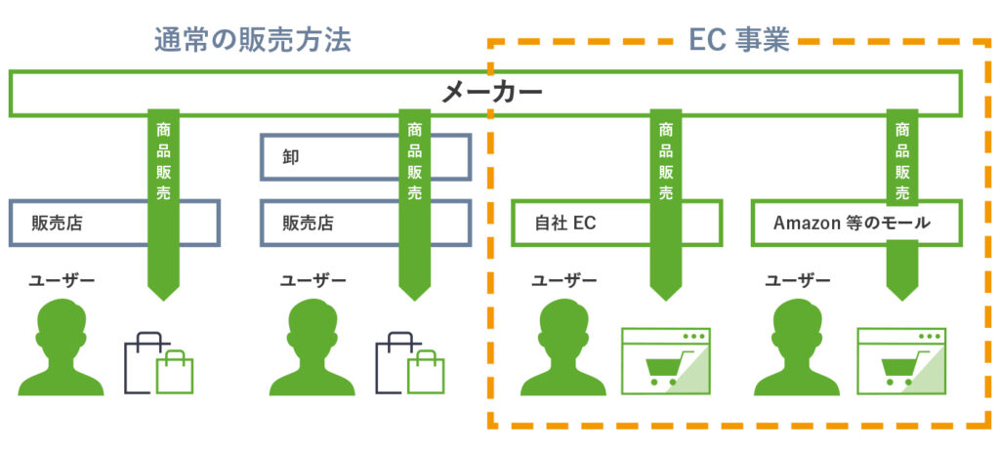 通常の販売方法
EC 事業
メーカー
商品販売
商品販売
商品販売
商品販売
卸
販売店
販売店
自社 EC
Amazon 等のモール
ユーザー
ユーザー
ユーザー
ユーザー